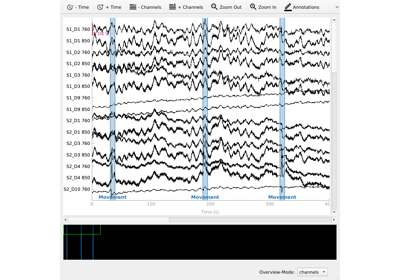 - Time + Time - Channels + Channels Zoom Out Zoom In Annotations
S1_D1 760
S1_D1 850
S1_D2 760
S1_D2 850
S1_D3 760
S1_D3 850
S1_D9 760
S1_D9 850
S2_D1 760
S2_D1 850
S2_D3 760
S2_D3 850
S2_D4 760
S2_D4 850
S2_D10 760
Movement Movement Movement
0 100 200 300
Time (s)
Overview-Mode: channels